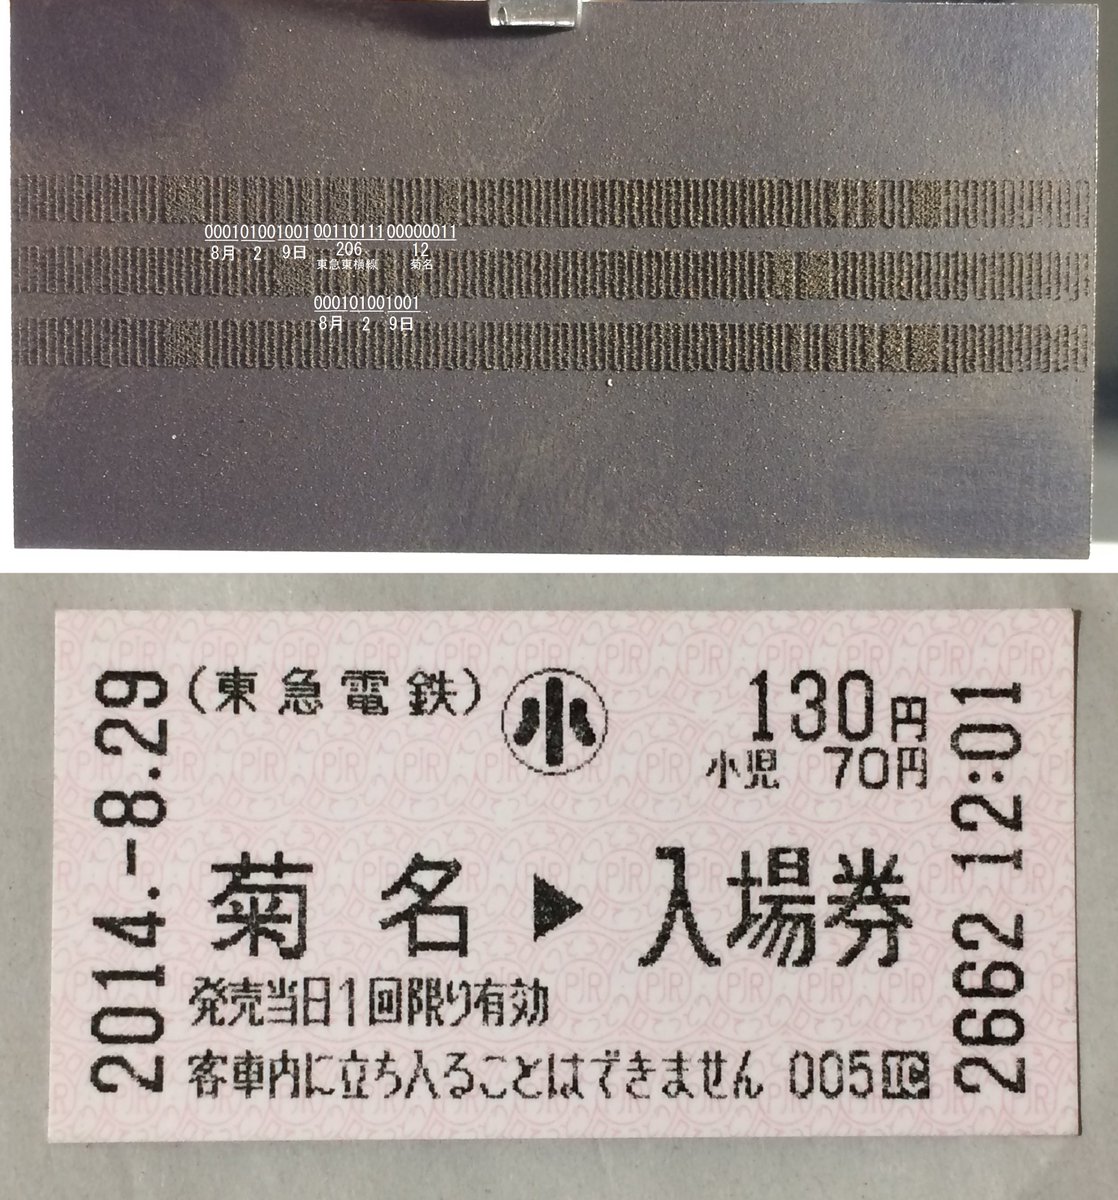 000101001001 00110111 00000011
8月 2 9日 206 12
東急東横線 菊名
000101001001
8月 2 9日
2014.-8.29
(東急電鉄) 小 130円
小児 70円
菊名▶入場券
発売当日1回限り有効
客車内に立ち入ることはできません 005 IC
2662 12:01